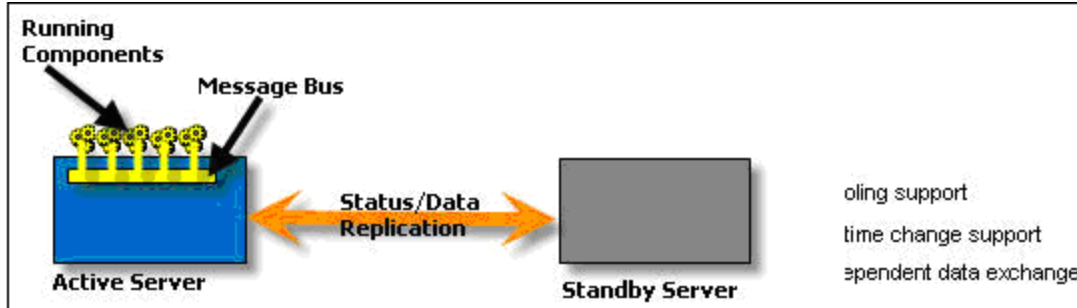 Running
Components
Message Bus
Status/Data
Replication
Active Server
Standby Server
oling support
time change support
ependent data exchange